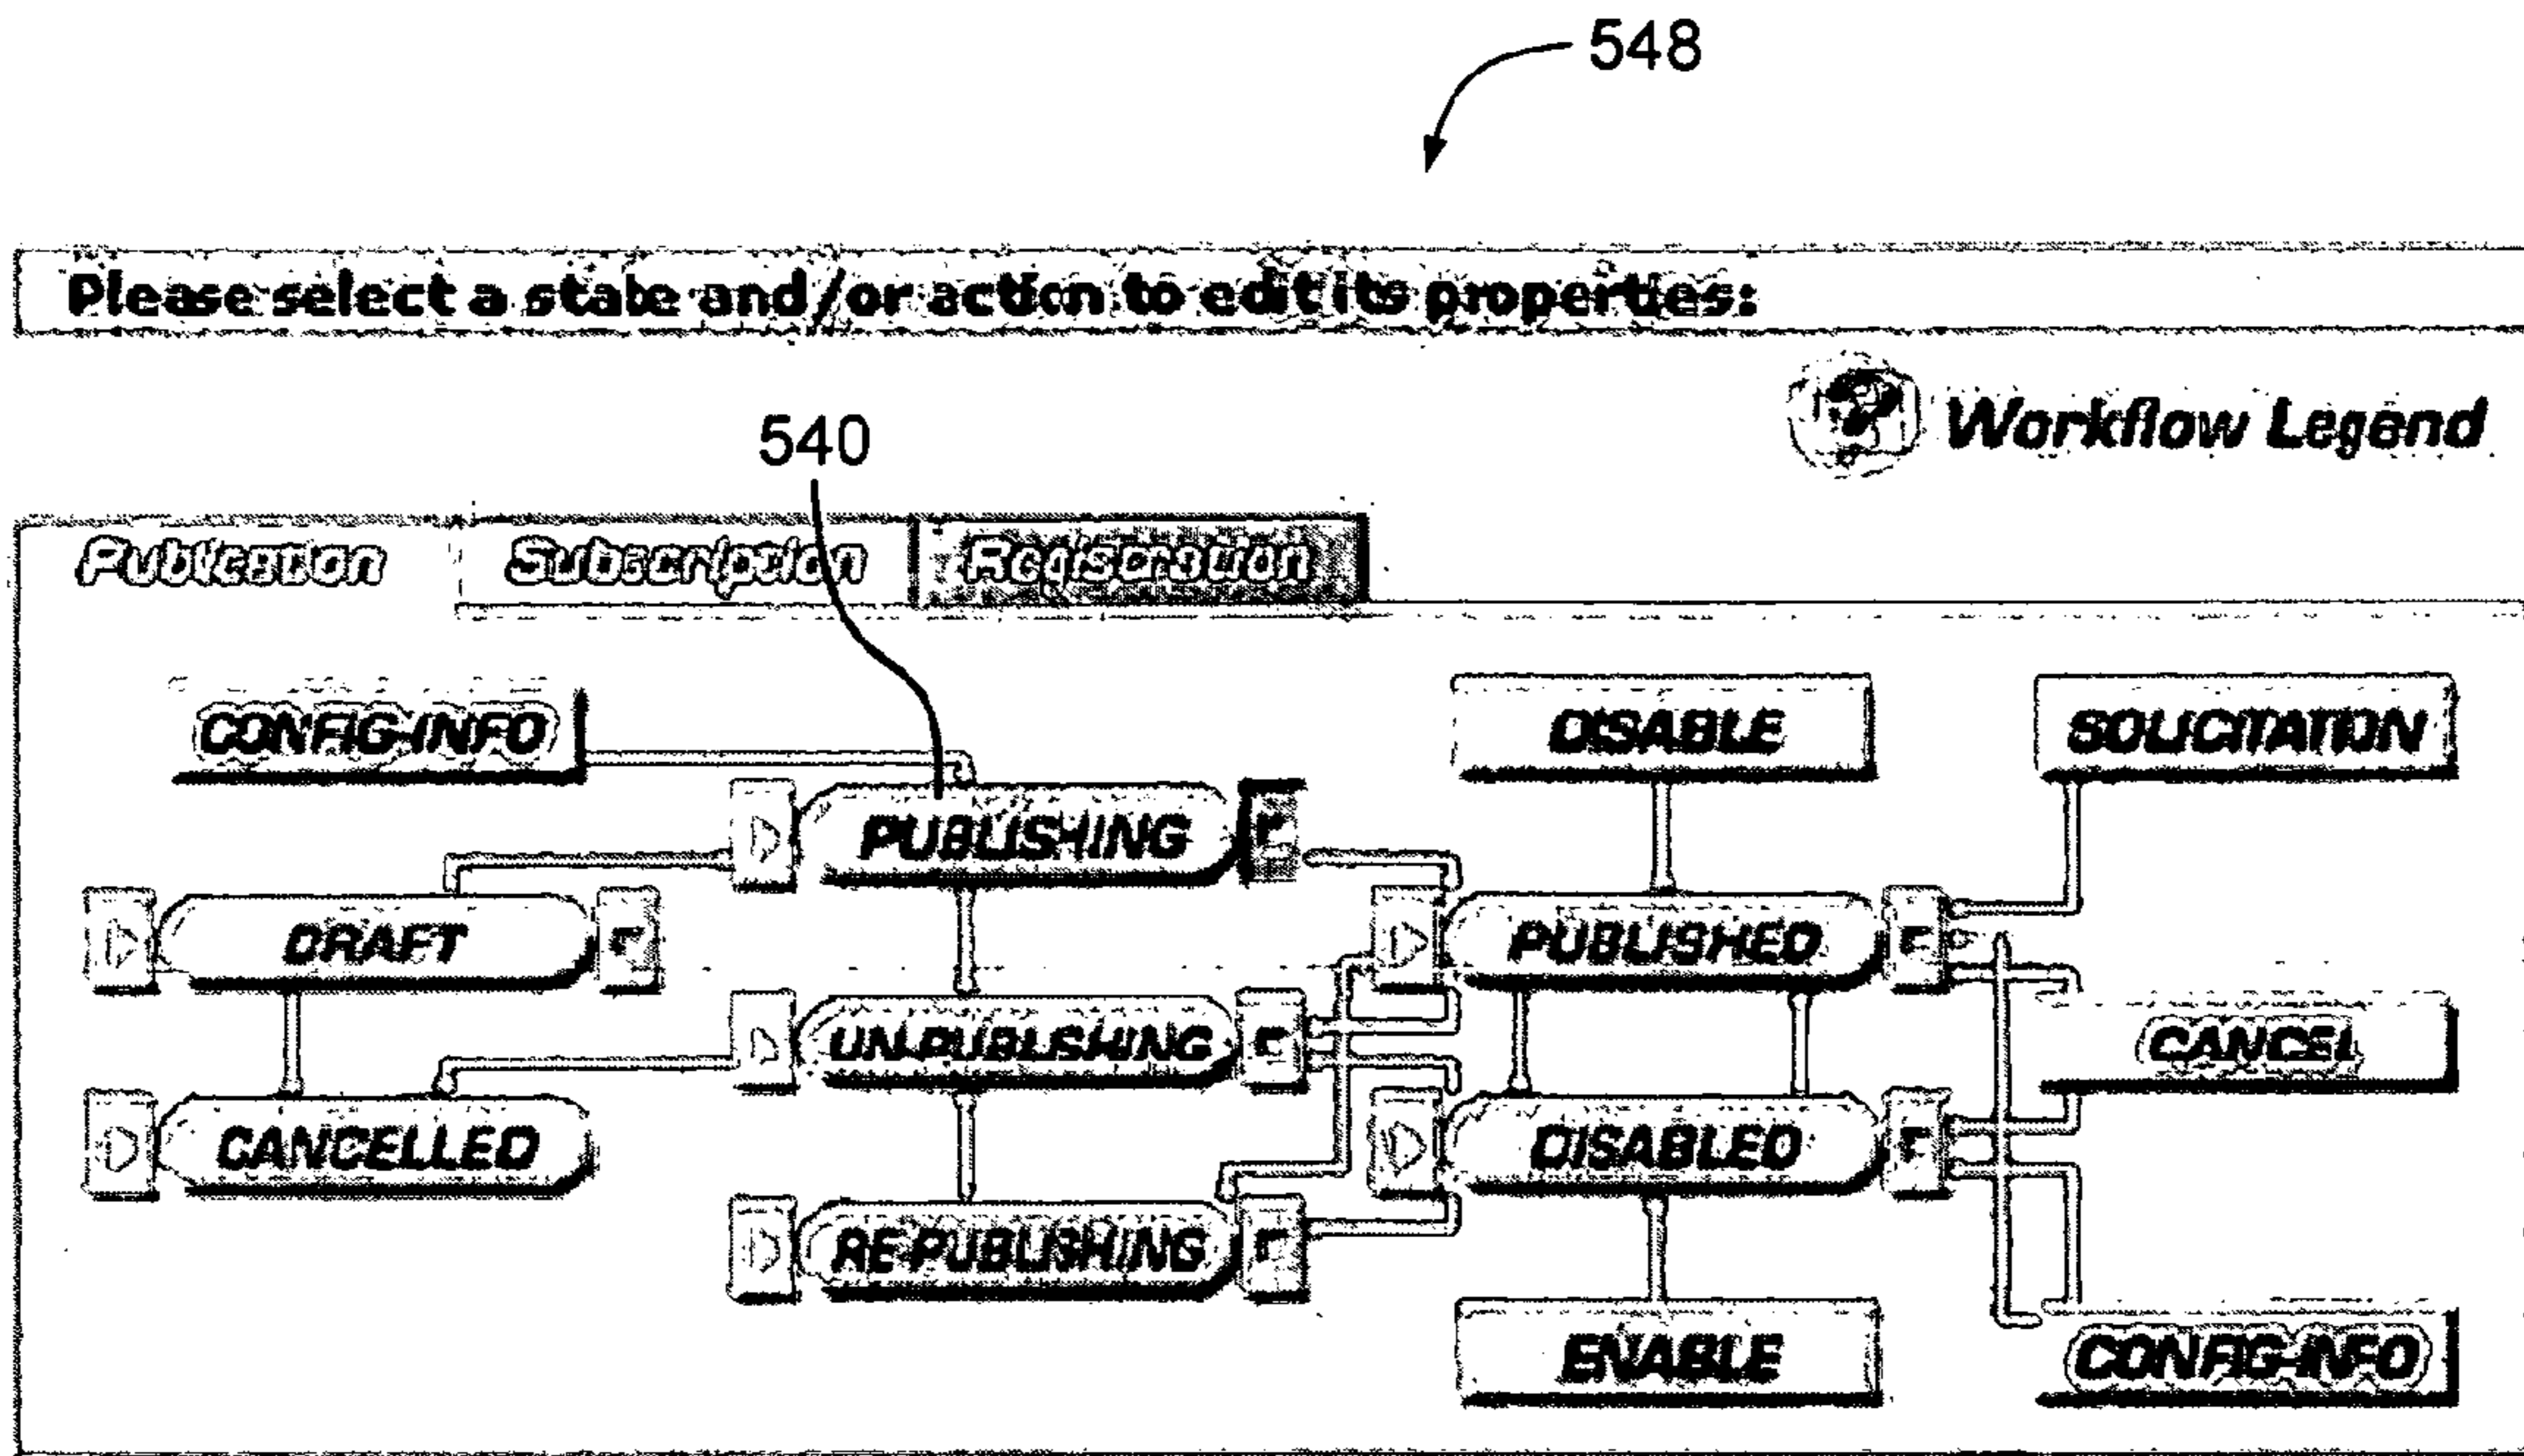 548
Please select a state and/or action to edit its properties:
Workflow Legend
540
Publication Subscription Registration
CONFIG-INFO
DISABLE
SOLICITATION
PUBLISHING
DRAFT
PUBLISHED
UN-PUBLISHING
CANCEL
CANCELLED
DISABLED
RE-PUBLISHING
ENABLE
CONFIG-INFO